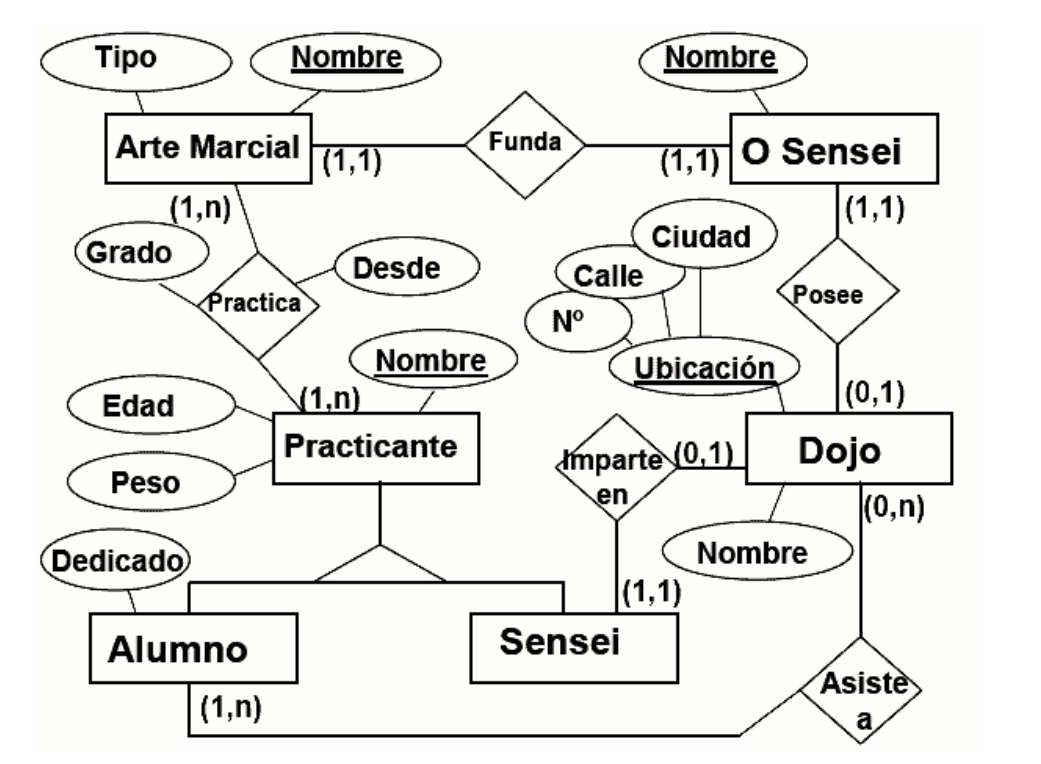 Tipo
Nombre
Nombre
Arte Marcial
(1,1)
Funda
(1,1)
O Sensei
(1,n)
(1,1)
Grado
Desde
Practica
Ciudad
Calle
Nº
Ubicación
Posee
Nombre
(1,n)
Edad
Practicante
Peso
Imparte
en
(0,1)
(0,1)
Dojo
(0,n)
Nombre
Dedicado
(1,1)
Alumno
Sensei
(1,n)
Asiste
a